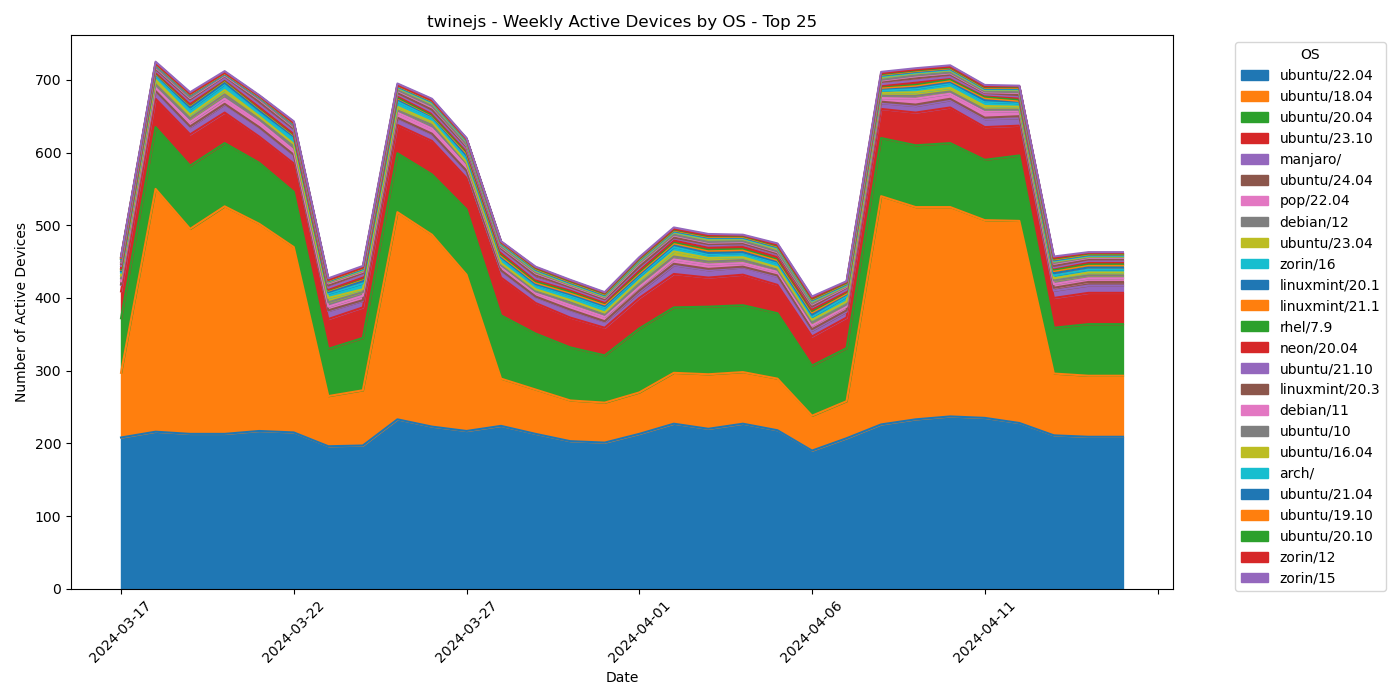 twinejs - Weekly Active Devices by OS - Top 25
Number of Active Devices
700
600
500
400
300
200
100
0
2024-03-17
2024-03-22
2024-03-27
2024-04-01
2024-04-06
2024-04-11
Date
OS
ubuntu/22.04
ubuntu/18.04
ubuntu/20.04
ubuntu/23.10
manjaro/
ubuntu/24.04
pop/22.04
debian/12
ubuntu/23.04
zorin/16
linuxmint/20.1
linuxmint/21.1
rhel/7.9
neon/20.04
ubuntu/21.10
linuxmint/20.3
debian/11
ubuntu/10
ubuntu/16.04
arch/
ubuntu/21.04
ubuntu/19.10
ubuntu/20.10
zorin/12
zorin/15